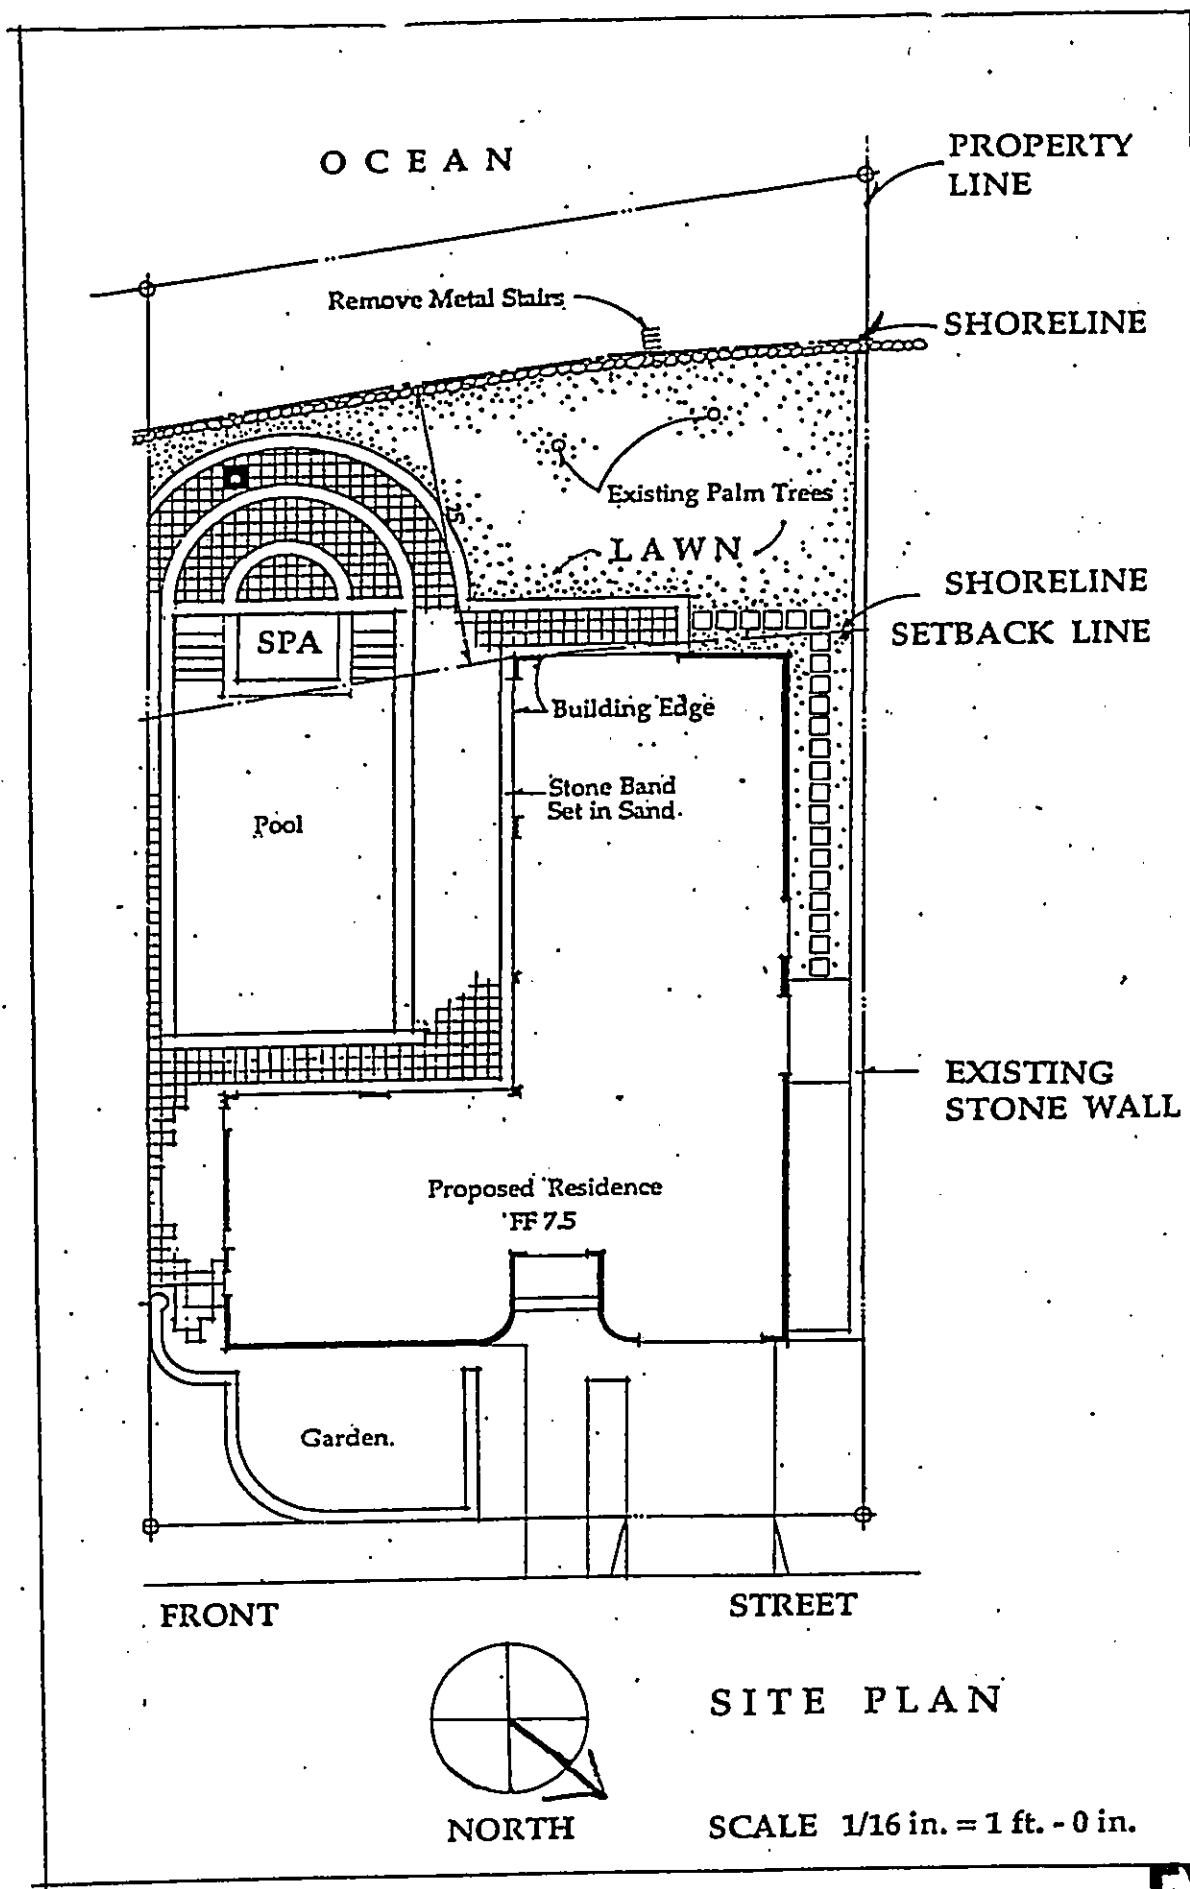 OCEAN
PROPERTY
LINE
Remove Metal Stairs
SHORELINE
Existing Palm Trees
LAWN
SHORELINE
SETBACK LINE
SPA
Building Edge
Stone Band
Set in Sand.
Pool
EXISTING
STONE WALL
Proposed Residence
FF 7.5
Garden.
FRONT
STREET
SITE PLAN
NORTH
SCALE 1/16 in. = 1 ft. - 0 in.